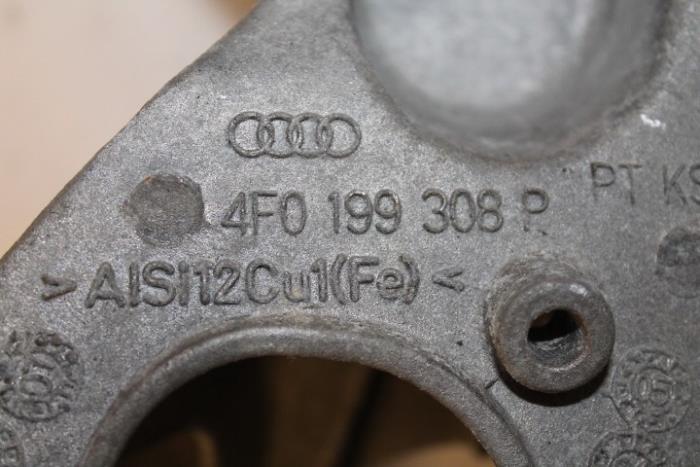 PT KS
4F0 199 308 R
>AlSi12Cu1(Fe)<